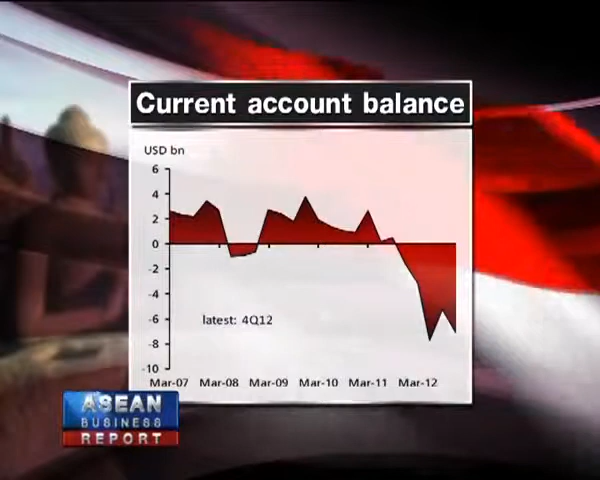 Current account balance
USD bn
6
4
2
0
-2
-4
-6
-8
-10
latest: 4Q12
Mar-07 Mar-08 Mar-09 Mar-10 Mar-11 Mar-12
ASEAN
BUSINESS
REPORT